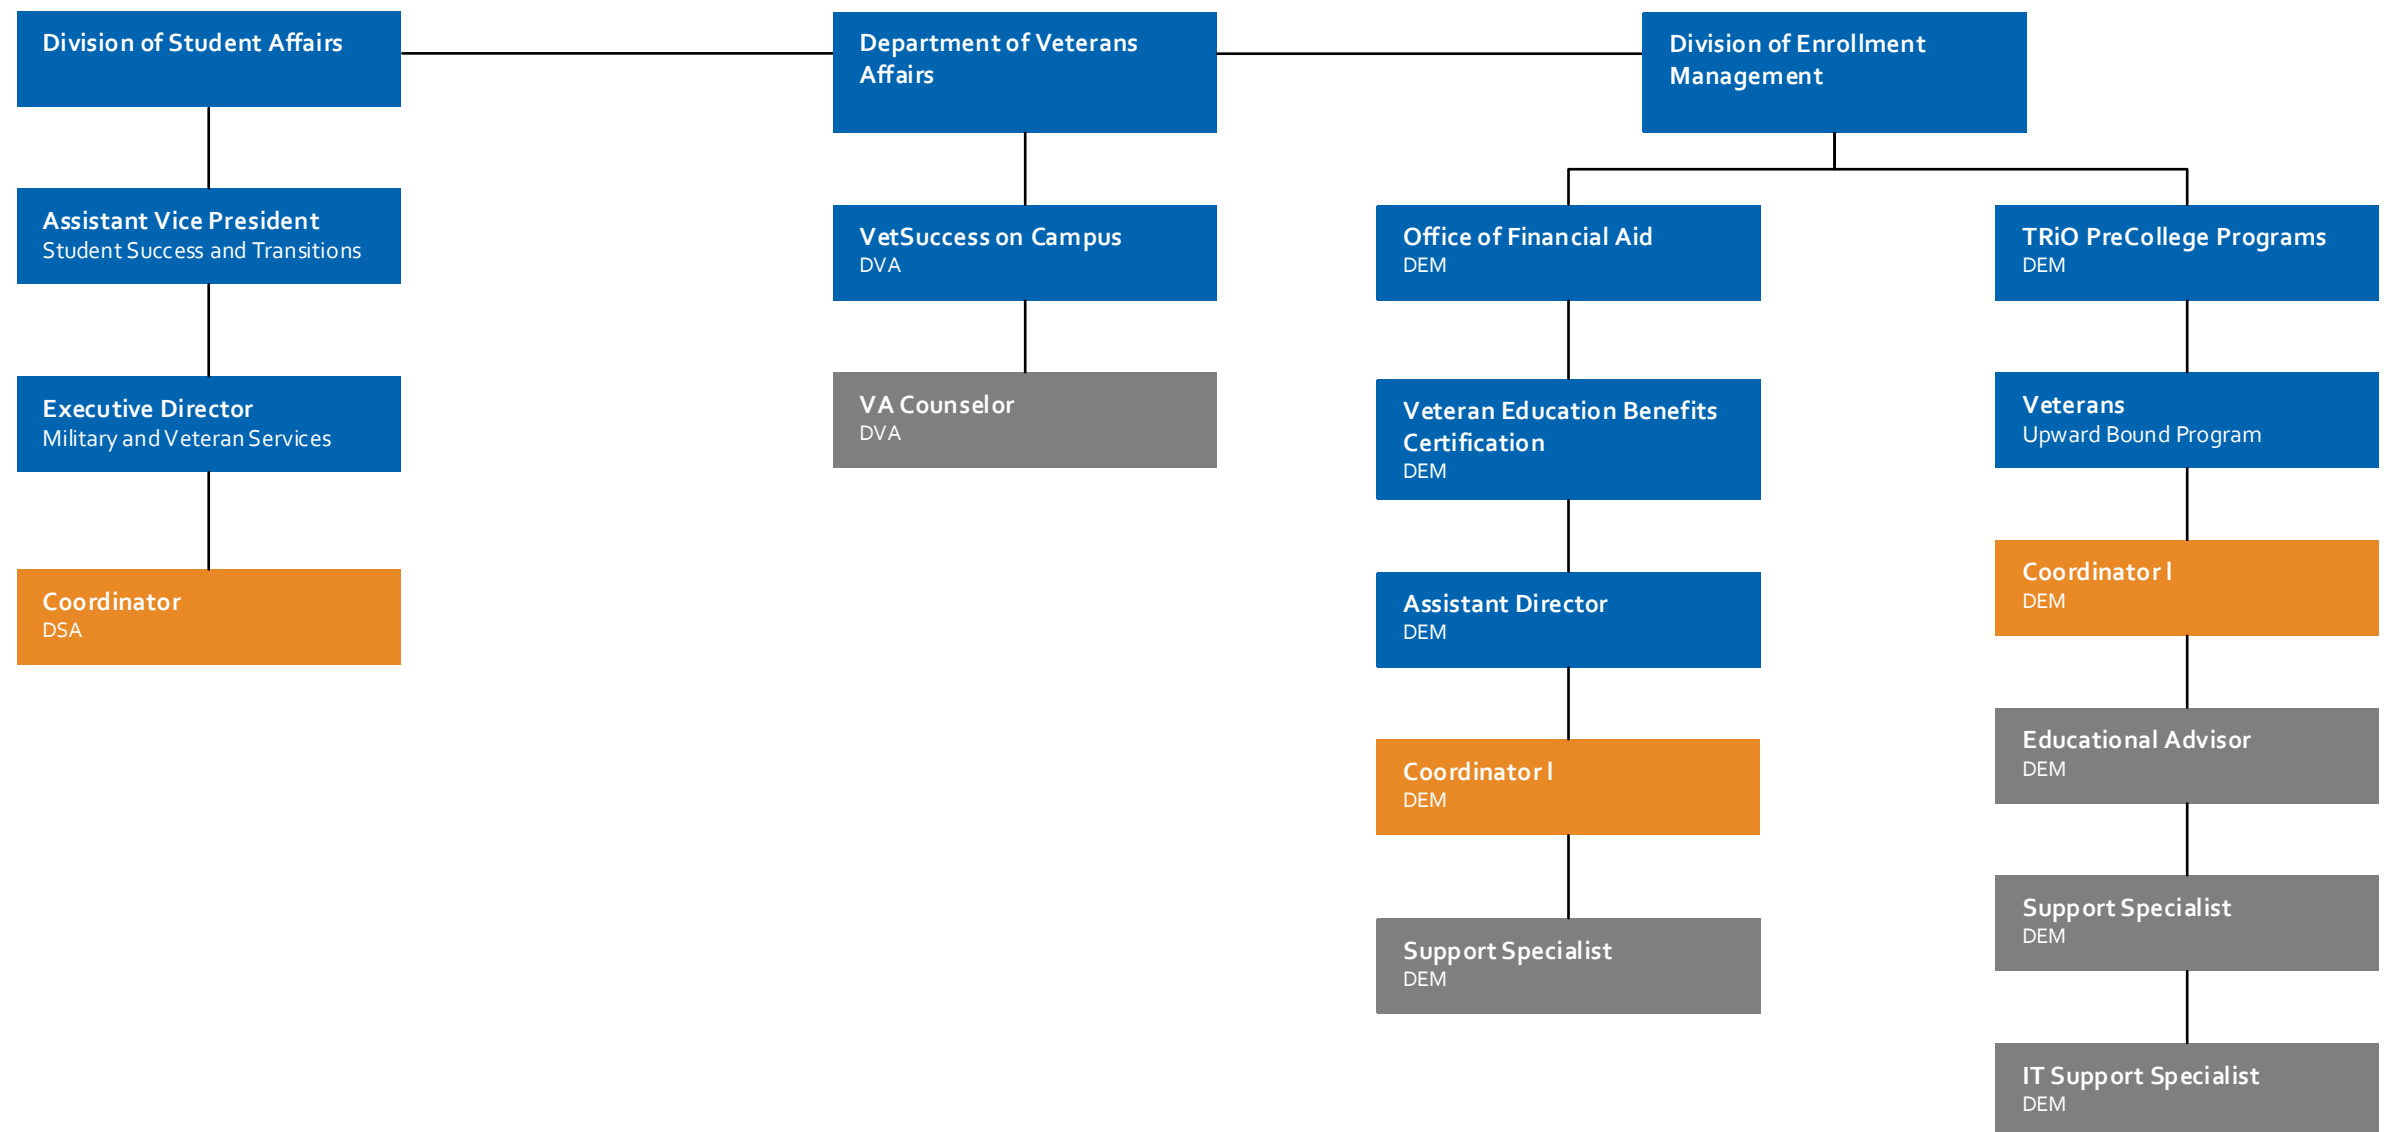 Division of Student Affairs
Department of Veterans
Affairs
Division of Enrollment
Management
Assistant Vice President
Student Success and Transitions
VetSuccess on Campus
DVA
Office of Financial Aid
DEM
TRiO PreCollege Programs
DEM
Executive Director
Military and Veteran Services
VA Counselor
DVA
Veteran Education Benefits
Certification
DEM
Veterans
Upward Bound Program
Coordinator
DSA
Assistant Director
DEM
Coordinator l
DEM
Coordinator l
DEM
Educational Advisor
DEM
Support Specialist
DEM
Support Specialist
DEM
IT Support Specialist
DEM